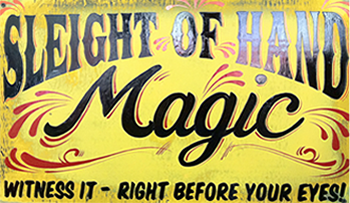 SLEIGHT OF HAND
Magic
WITNESS IT - RIGHT BEFORE YOUR EYES!